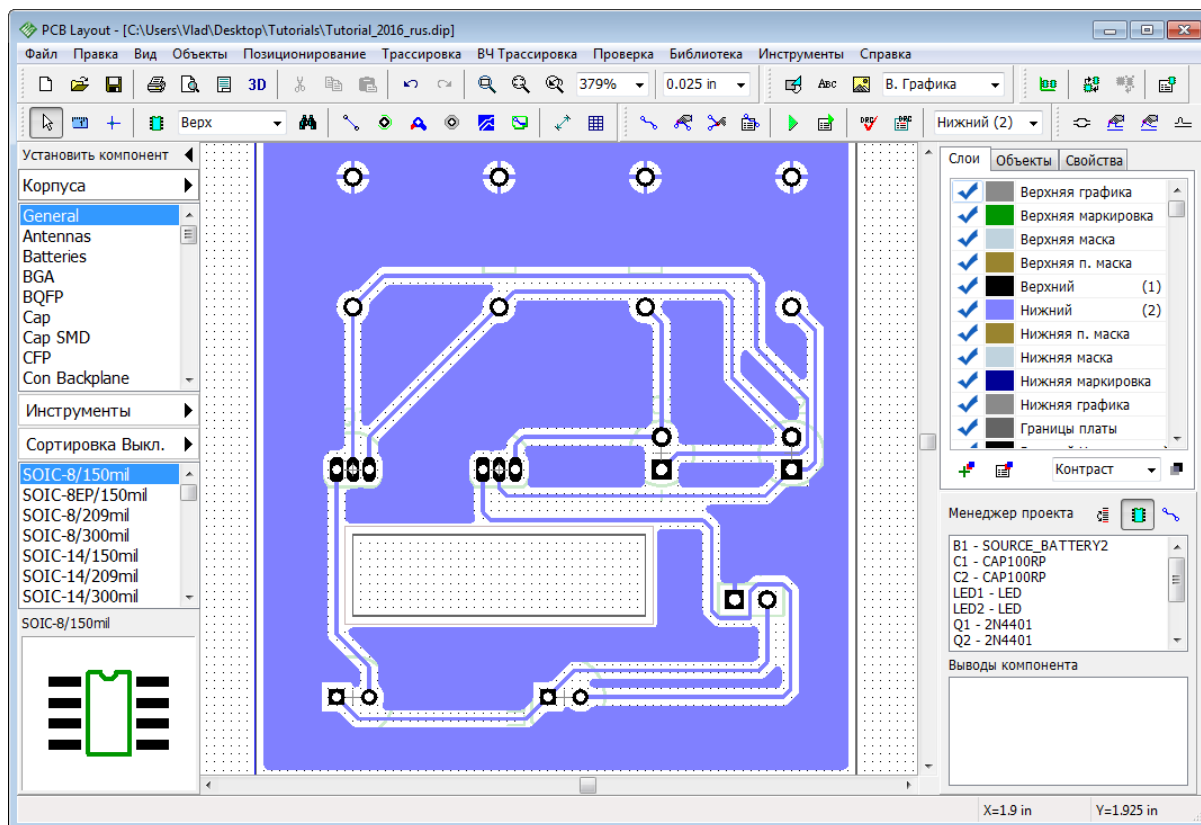 PCB Layout - [C:\Users\Vlad\Desktop\Tutorials\Tutorial_2016_rus.dip]
Файл Правка Вид Объекты Позиционирование Трассировка ВЧ Трассировка Проверка Библиотека Инструменты Справка
3D 379% 0.025 in ABC В. Графика
Верх DRC DRC Нижний (2)
Установить компонент
Корпуса
General
Antennas
Batteries
BGA
BQFP
Cap
Cap SMD
CFP
Con Backplane
Инструменты
Сортировка Выкл.
SOIC-8/150mil
SOIC-8EP/150mil
SOIC-8/209mil
SOIC-8/300mil
SOIC-14/150mil
SOIC-14/209mil
SOIC-14/300mil
SOIC-8/150mil
Слои Объекты Свойства
Верхняя графика
Верхняя маркировка
Верхняя маска
Верхняя п. маска
Верхний (1)
Нижний (2)
Нижняя п. маска
Нижняя маска
Нижняя маркировка
Нижняя графика
Границы платы
Контраст
Менеджер проекта
B1 - SOURCE_BATTERY2
C1 - CAP100RP
C2 - CAP100RP
LED1 - LED
LED2 - LED
Q1 - 2N4401
Q2 - 2N4401
Выводы компонента
X=1.9 in Y=1.925 in